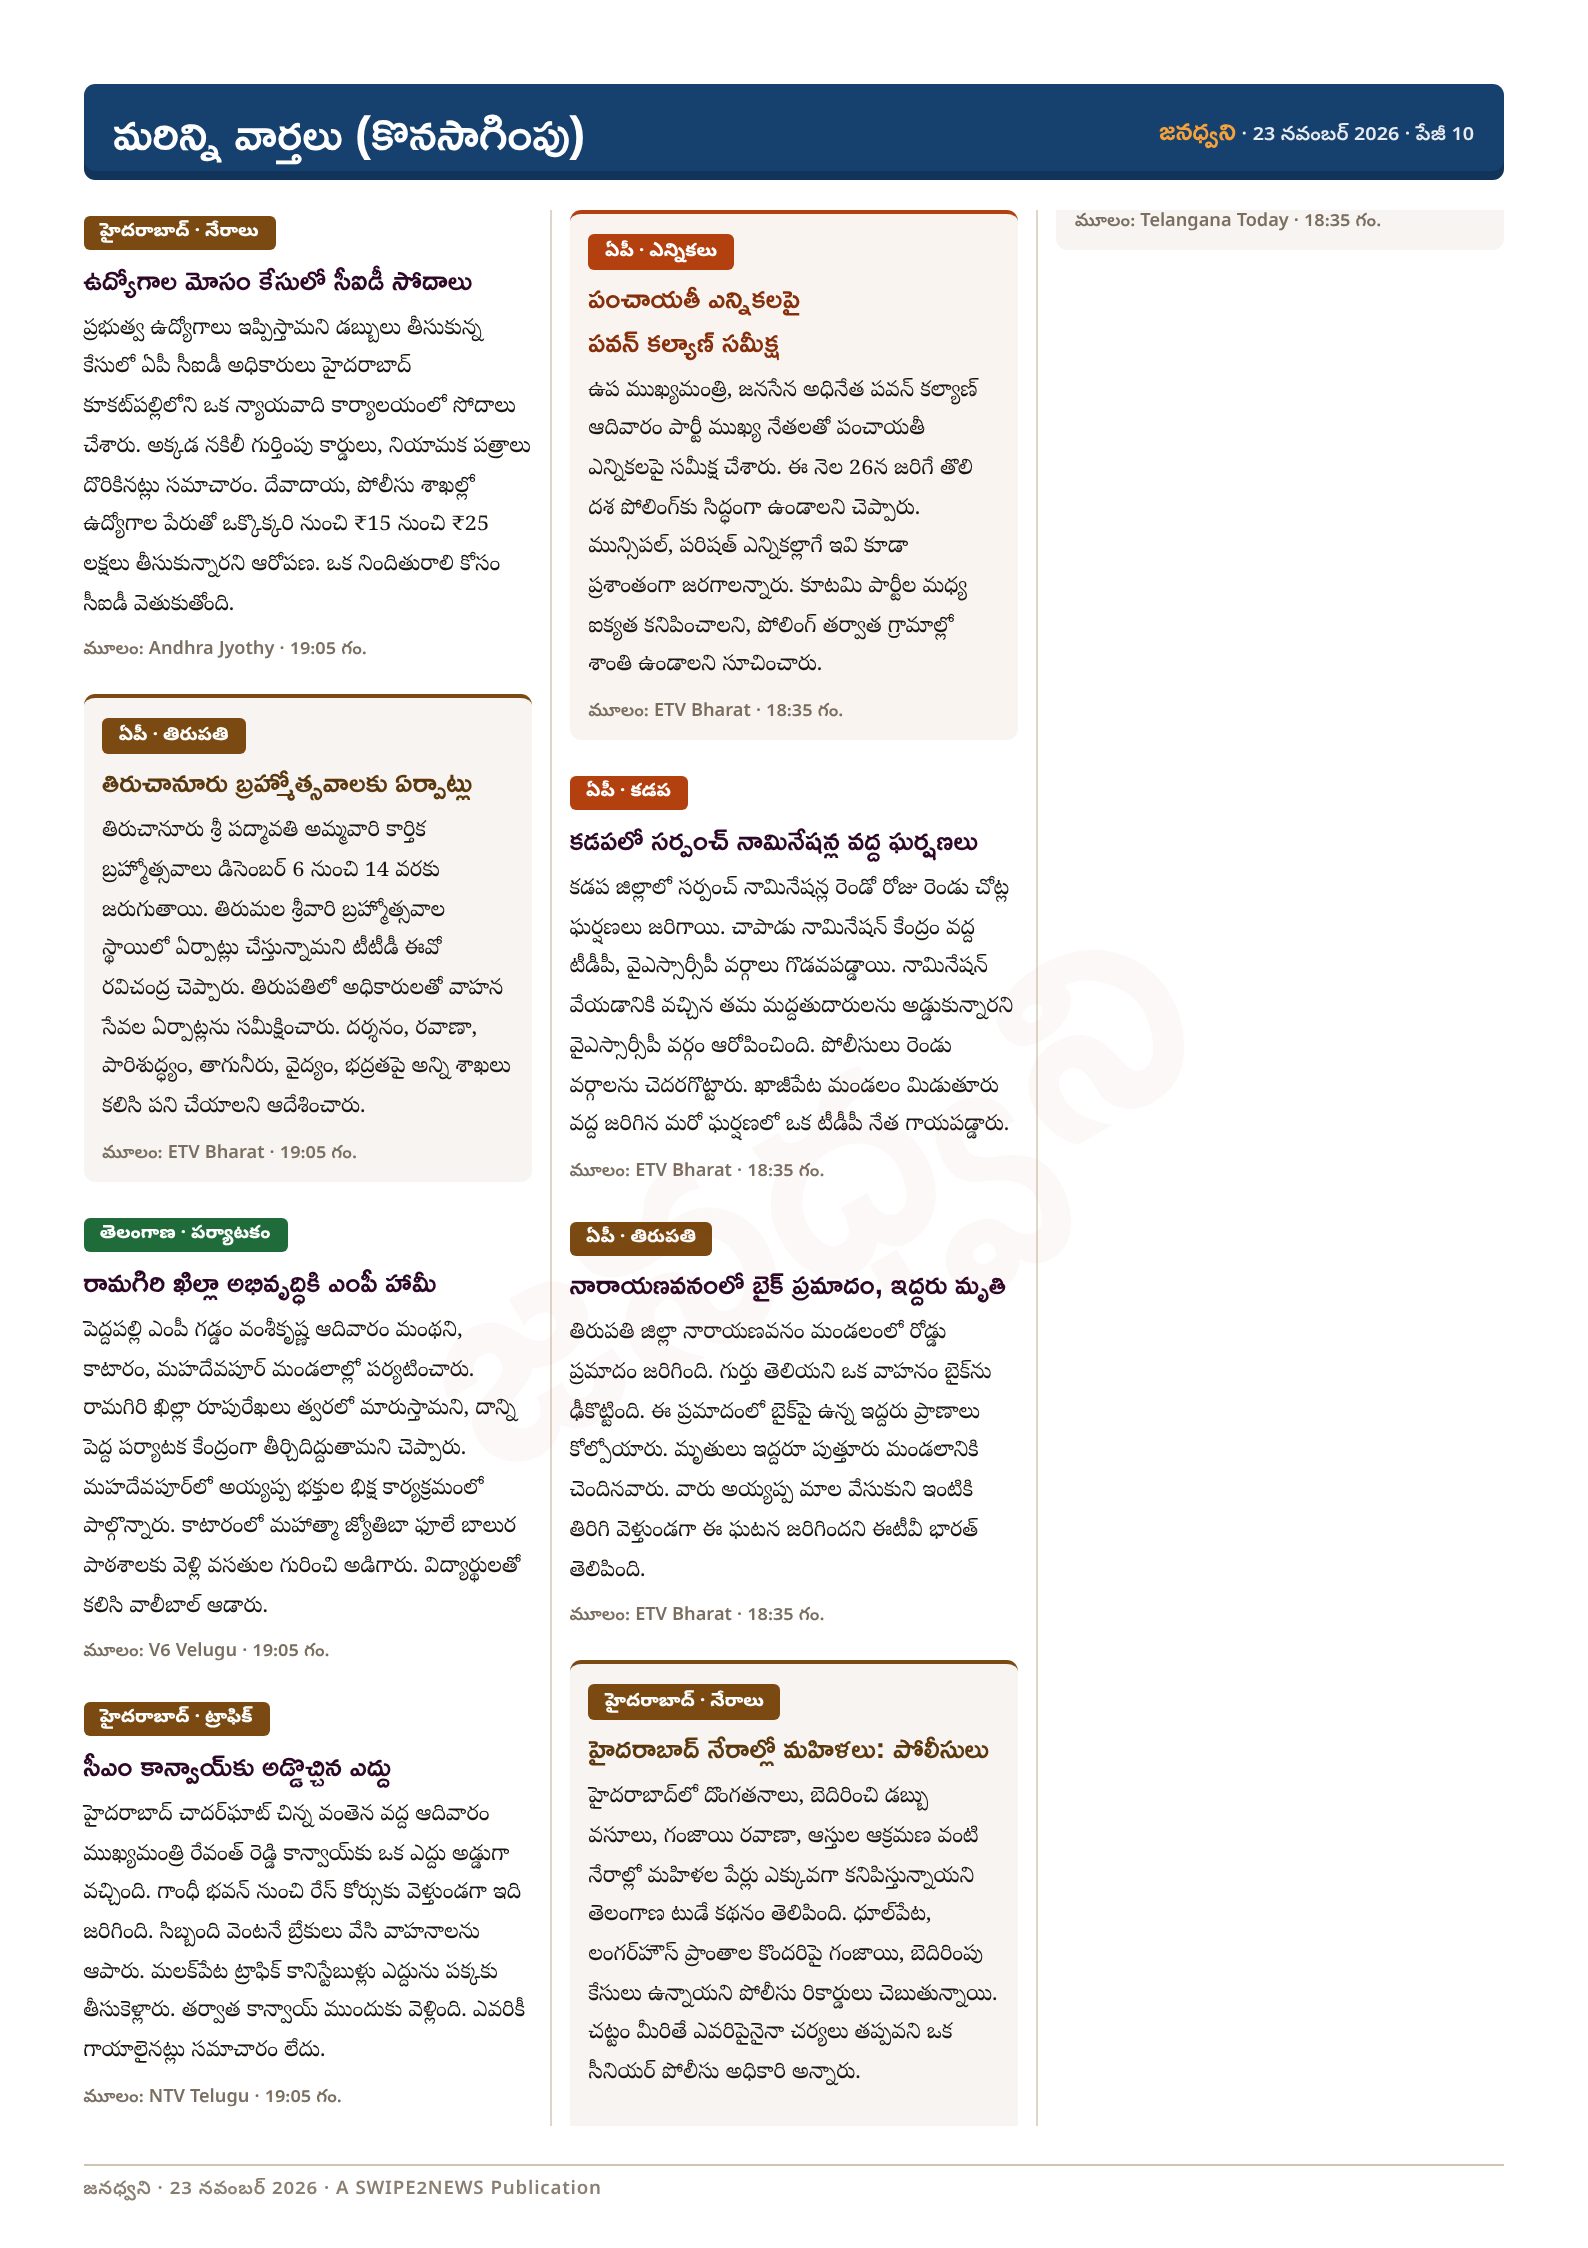 మరిన్ని వార్తలు (కొనసాగింపు)
జనధ్వని · 23 నవంబర్ 2026 · పేజీ 10
హైదరాబాద్ · నేరాలు
ఉద్యోగాల మోసం కేసులో సీఐడీ సోదాలు
ప్రభుత్వ ఉద్యోగాలు ఇప్పిస్తామని డబ్బులు తీసుకున్న
కేసులో ఏపీ సీఐడీ అధికారులు హైదరాబాద్
కూకట్‌పల్లిలోని ఒక న్యాయవాది కార్యాలయంలో సోదాలు
చేశారు. అక్కడ నకిలీ గుర్తింపు కార్డులు, నియామక పత్రాలు
దొరికినట్లు సమాచారం. దేవాదాయ, పోలీసు శాఖల్లో
ఉద్యోగాల పేరుతో ఒక్కొక్కరి నుంచి ₹15 నుంచి ₹25
లక్షలు తీసుకున్నారని ఆరోపణ. ఒక నిందితురాలి కోసం
సీఐడీ వెతుకుతోంది.
మూలం: Andhra Jyothy · 19:05 గం.
ఏపీ · తిరుపతి
తిరుచానూరు బ్రహ్మోత్సవాలకు ఏర్పాట్లు
తిరుచానూరు శ్రీ పద్మావతి అమ్మవారి కార్తిక
బ్రహ్మోత్సవాలు డిసెంబర్ 6 నుంచి 14 వరకు
జరుగుతాయి. తిరుమల శ్రీవారి బ్రహ్మోత్సవాల
స్థాయిలో ఏర్పాట్లు చేస్తున్నామని టీటీడీ ఈవో
రవిచంద్ర చెప్పారు. తిరుపతిలో అధికారులతో వాహన
సేవల ఏర్పాట్లను సమీక్షించారు. దర్శనం, రవాణా,
పారిశుద్ధ్యం, తాగునీరు, వైద్యం, భద్రతపై అన్ని శాఖలు
కలిసి పని చేయాలని ఆదేశించారు.
మూలం: ETV Bharat · 19:05 గం.
తెలంగాణ · పర్యాటకం
రామగిరి ఖిల్లా అభివృద్ధికి ఎంపీ హామీ
పెద్దపల్లి ఎంపీ గడ్డం వంశీకృష్ణ ఆదివారం మంథని,
కాటారం, మహదేవపూర్ మండలాల్లో పర్యటించారు.
రామగిరి ఖిల్లా రూపురేఖలు త్వరలో మారుస్తామని, దాన్ని
పెద్ద పర్యాటక కేంద్రంగా తీర్చిదిద్దుతామని చెప్పారు.
మహదేవపూర్‌లో అయ్యప్ప భక్తుల భిక్ష కార్యక్రమంలో
పాల్గొన్నారు. కాటారంలో మహాత్మా జ్యోతిబా ఫూలే బాలుర
పాఠశాలకు వెళ్లి వసతుల గురించి అడిగారు. విద్యార్థులతో
కలిసి వాలీబాల్ ఆడారు.
మూలం: V6 Velugu · 19:05 గం.
హైదరాబాద్ · ట్రాఫిక్
సీఎం కాన్వాయ్‌కు అడ్డొచ్చిన ఎద్దు
హైదరాబాద్ చాదర్‌ఘాట్ చిన్న వంతెన వద్ద ఆదివారం
ముఖ్యమంత్రి రేవంత్ రెడ్డి కాన్వాయ్‌కు ఒక ఎద్దు అడ్డుగా
వచ్చింది. గాంధీ భవన్ నుంచి రేస్ కోర్సుకు వెళ్తుండగా ఇది
జరిగింది. సిబ్బంది వెంటనే బ్రేకులు వేసి వాహనాలను
ఆపారు. మలక్‌పేట ట్రాఫిక్ కానిస్టేబుళ్లు ఎద్దును పక్కకు
తీసుకెళ్లారు. తర్వాత కాన్వాయ్ ముందుకు వెళ్లింది. ఎవరికీ
గాయాలైనట్లు సమాచారం లేదు.
మూలం: NTV Telugu · 19:05 గం.
ఏపీ · ఎన్నికలు
పంచాయతీ ఎన్నికలపై
పవన్ కల్యాణ్ సమీక్ష
ఉప ముఖ్యమంత్రి, జనసేన అధినేత పవన్ కల్యాణ్
ఆదివారం పార్టీ ముఖ్య నేతలతో పంచాయతీ
ఎన్నికలపై సమీక్ష చేశారు. ఈ నెల 26న జరిగే తొలి
దశ పోలింగ్‌కు సిద్ధంగా ఉండాలని చెప్పారు.
మున్సిపల్, పరిషత్ ఎన్నికల్లాగే ఇవి కూడా
ప్రశాంతంగా జరగాలన్నారు. కూటమి పార్టీల మధ్య
ఐక్యత కనిపించాలని, పోలింగ్ తర్వాత గ్రామాల్లో
శాంతి ఉండాలని సూచించారు.
మూలం: ETV Bharat · 18:35 గం.
ఏపీ · కడప
కడపలో సర్పంచ్ నామినేషన్ల వద్ద ఘర్షణలు
కడప జిల్లాలో సర్పంచ్ నామినేషన్ల రెండో రోజు రెండు చోట్ల
ఘర్షణలు జరిగాయి. చాపాడు నామినేషన్ కేంద్రం వద్ద
టీడీపీ, వైఎస్సార్సీపీ వర్గాలు గొడవపడ్డాయి. నామినేషన్
వేయడానికి వచ్చిన తమ మద్దతుదారులను అడ్డుకున్నారని
వైఎస్సార్సీపీ వర్గం ఆరోపించింది. పోలీసులు రెండు
వర్గాలను చెదరగొట్టారు. ఖాజీపేట మండలం మిడుతూరు
వద్ద జరిగిన మరో ఘర్షణలో ఒక టీడీపీ నేత గాయపడ్డారు.
మూలం: ETV Bharat · 18:35 గం.
ఏపీ · తిరుపతి
నారాయణవనంలో బైక్ ప్రమాదం, ఇద్దరు మృతి
తిరుపతి జిల్లా నారాయణవనం మండలంలో రోడ్డు
ప్రమాదం జరిగింది. గుర్తు తెలియని ఒక వాహనం బైక్‌ను
ఢీకొట్టింది. ఈ ప్రమాదంలో బైక్‌పై ఉన్న ఇద్దరు ప్రాణాలు
కోల్పోయారు. మృతులు ఇద్దరూ పుత్తూరు మండలానికి
చెందినవారు. వారు అయ్యప్ప మాల వేసుకుని ఇంటికి
తిరిగి వెళ్తుండగా ఈ ఘటన జరిగిందని ఈటీవీ భారత్
తెలిపింది.
మూలం: ETV Bharat · 18:35 గం.
హైదరాబాద్ · నేరాలు
హైదరాబాద్ నేరాల్లో మహిళలు: పోలీసులు
హైదరాబాద్‌లో దొంగతనాలు, బెదిరించి డబ్బు
వసూలు, గంజాయి రవాణా, ఆస్తుల ఆక్రమణ వంటి
నేరాల్లో మహిళల పేర్లు ఎక్కువగా కనిపిస్తున్నాయని
తెలంగాణ టుడే కథనం తెలిపింది. ధూల్‌పేట,
లంగర్‌హౌస్ ప్రాంతాల కొందరిపై గంజాయి, బెదిరింపు
కేసులు ఉన్నాయని పోలీసు రికార్డులు చెబుతున్నాయి.
చట్టం మీరితే ఎవరిపైనైనా చర్యలు తప్పవని ఒక
సీనియర్ పోలీసు అధికారి అన్నారు.
మూలం: Telangana Today · 18:35 గం.
జనధ్వని
జనధ్వని · 23 నవంబర్ 2026 · A SWIPE2NEWS Publication